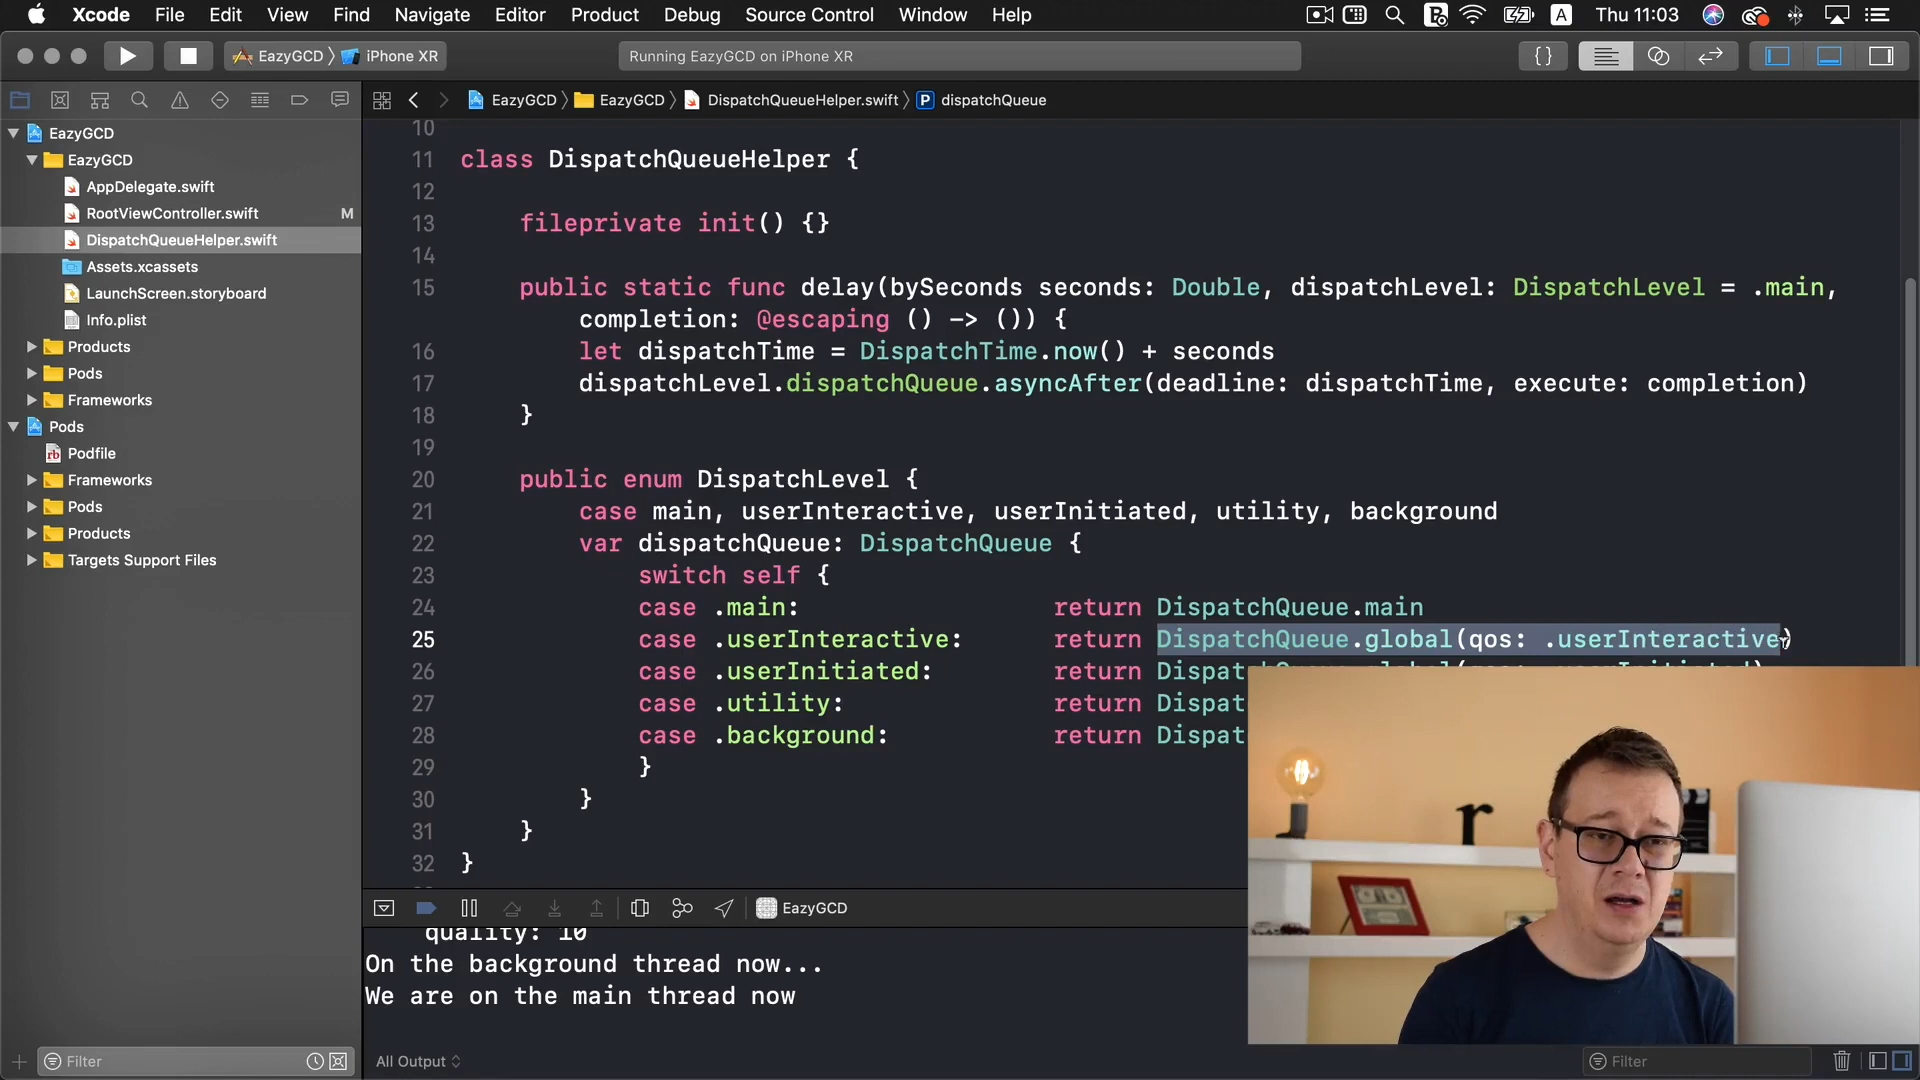 Xcode File Edit View Find Navigate Editor Product Debug Source Control Window Help A Thu 11:03
EazyGCD iPhone XR Running EazyGCD on iPhone XR { }
EazyGCD EazyGCD DispatchQueueHelper.swift P dispatchQueue
EazyGCD
EazyGCD
AppDelegate.swift
RootViewController.swift M
DispatchQueueHelper.swift
Assets.xcassets
LaunchScreen.storyboard
Info.plist
Products
Pods
Frameworks
Pods
rb Podfile
Frameworks
Pods
Products
Targets Support Files
Filter
10
11 class DispatchQueueHelper {
12
13 fileprivate init() {}
14
15 public static func delay(bySeconds seconds: Double, dispatchLevel: DispatchLevel = .main,
completion: @escaping () -> ()) {
16 let dispatchTime = DispatchTime.now() + seconds
17 dispatchLevel.dispatchQueue.asyncAfter(deadline: dispatchTime, execute: completion)
18 }
19
20 public enum DispatchLevel {
21 case main, userInteractive, userInitiated, utility, background
22 var dispatchQueue: DispatchQueue {
23 switch self {
24 case .main: return DispatchQueue.main
25 case .userInteractive: return DispatchQueue.global(qos: .userInteractive)
26 case .userInitiated: return Dispat
27 case .utility: return Dispat
28 case .background: return Dispat
29 }
30 }
31 }
32 }
EazyGCD
quality: 10
On the background thread now...
We are on the main thread now
All Output
Filter
r